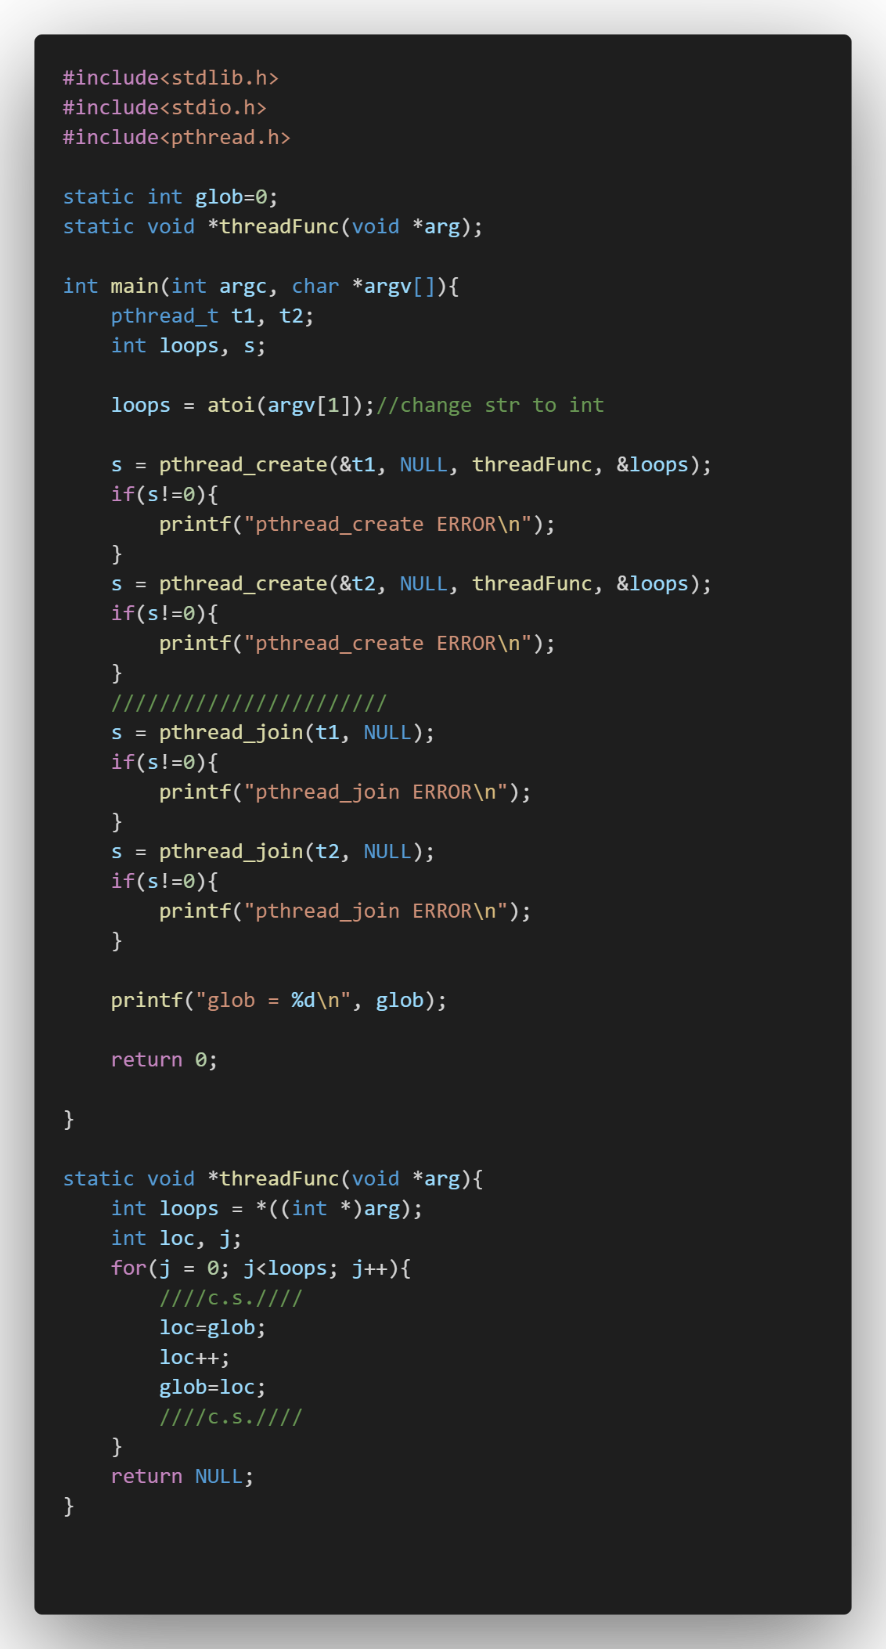 #include<stdlib.h>
#include<stdio.h>
#include<pthread.h>

static int glob=0;
static void *threadFunc(void *arg);

int main(int argc, char *argv[]){
    pthread_t t1, t2;
    int loops, s;

    loops = atoi(argv[1]);//change str to int

    s = pthread_create(&t1, NULL, threadFunc, &loops);
    if(s!=0){
        printf("pthread_create ERROR\n");
    }
    s = pthread_create(&t2, NULL, threadFunc, &loops);
    if(s!=0){
        printf("pthread_create ERROR\n");
    }
    ///////////////////////
    s = pthread_join(t1, NULL);
    if(s!=0){
        printf("pthread_join ERROR\n");
    }
    s = pthread_join(t2, NULL);
    if(s!=0){
        printf("pthread_join ERROR\n");
    }

    printf("glob = %d\n", glob);

    return 0;

}

static void *threadFunc(void *arg){
    int loops = *((int *)arg);
    int loc, j;
    for(j = 0; j<loops; j++){
        ////c.s.////
        loc=glob;
        loc++;
        glob=loc;
        ////c.s.////
    }
    return NULL;
}